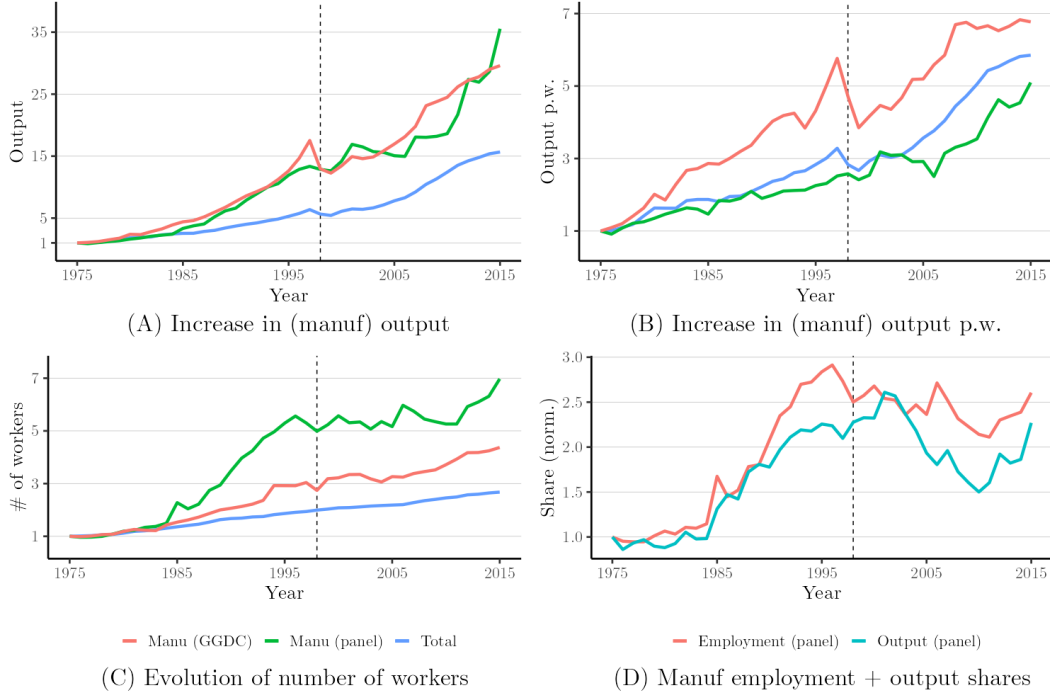 35
25
15
5
1
Output
1975
1985
1995
2005
2015
Year
(A) Increase in (manuf) output
7
5
3
1
Output p.w.
1975
1985
1995
2005
2015
Year
(B) Increase in (manuf) output p.w.
7
5
3
1
# of workers
1975
1985
1995
2005
2015
Year
Manu (GGDC)
Manu (panel)
Total
(C) Evolution of number of workers
3.0
2.5
2.0
1.5
1.0
Share (norm.)
1975
1985
1995
2005
2015
Year
Employment (panel)
Output (panel)
(D) Manuf employment + output shares